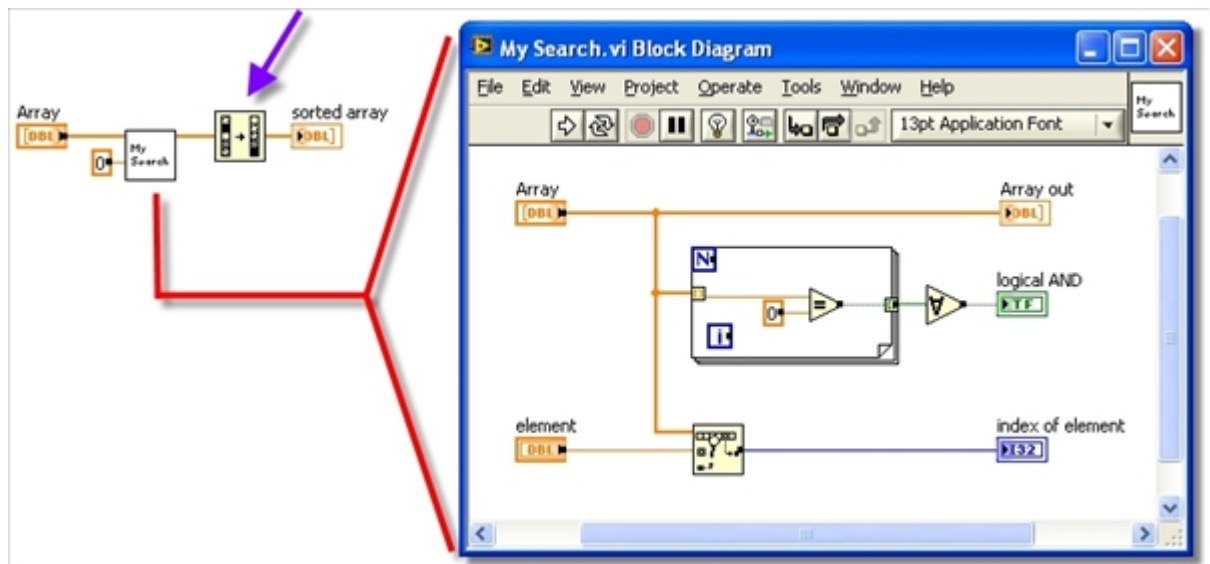 Array
[DBL]
0
My
Search
sorted array
DBL]
My Search.vi Block Diagram
File Edit View Project Operate Tools Window Help
13pt Application Font
My
Search
Array
[DBL]
Array out
DBL]
N
0
=
i
logical AND
TF
element
DBL
index of element
I32